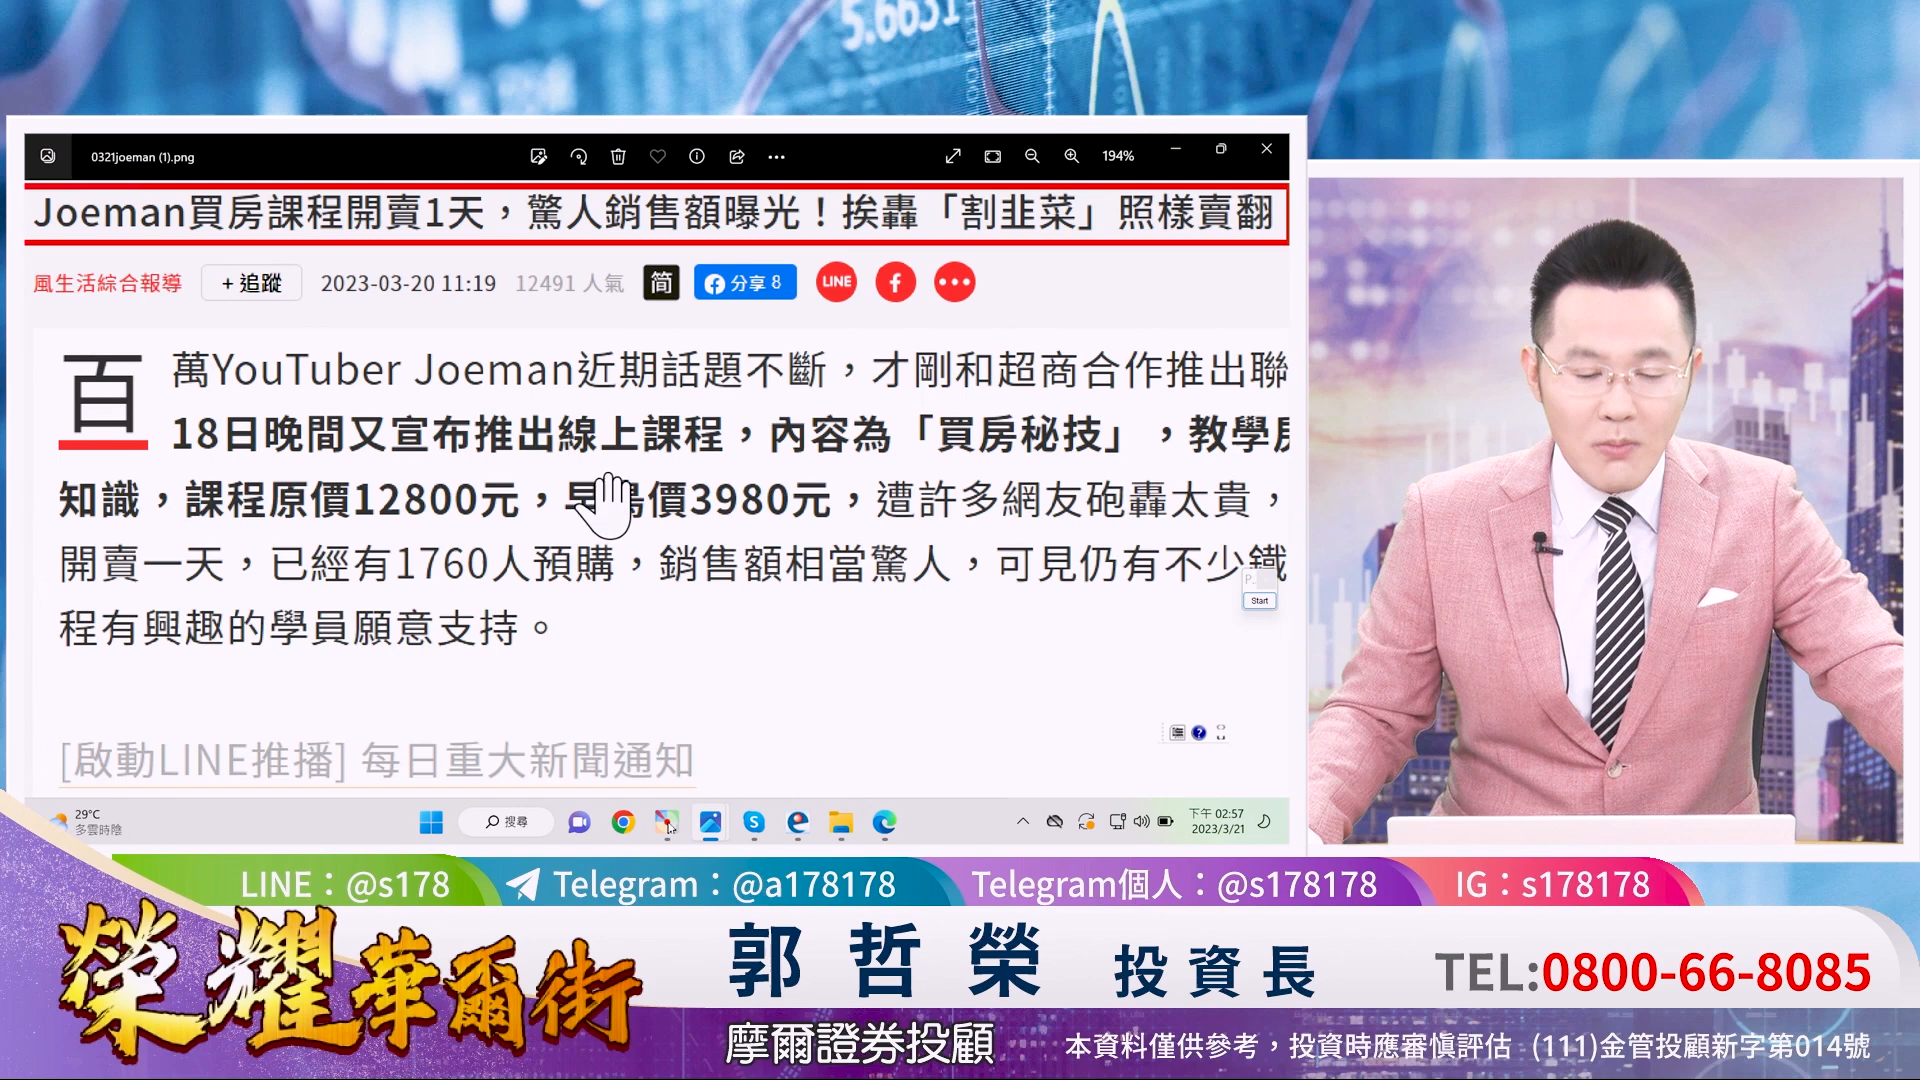 5.6631
0321joeman (1).png
194%
Joeman買房課程開賣1天，驚人銷售額曝光！挨轟「割韭菜」照樣賣翻
風生活綜合報導
+ 追蹤
2023-03-20 11:19
12491 人氣
简
分享 8
LINE
百
萬YouTuber Joeman近期話題不斷，才剛和超商合作推出聯
18日晚間又宣布推出線上課程，內容為「買房秘技」，教學
知識，課程原價12800元，早鳥價3980元，遭許多網友砲轟太貴，
開賣一天，已經有1760人預購，銷售額相當驚人，可見仍有不少鐵
程有興趣的學員願意支持。
P.
Start
[啟動LINE推播] 每日重大新聞通知
29°C
多雲時陰
搜尋
下午 02:57
2023/3/21
LINE：@s178
Telegram：@a178178
Telegram個人：@s178178
IG：s178178
榮耀華爾街
郭哲榮 投資長
TEL:0800-66-8085
摩爾證券投顧
本資料僅供參考，投資時應審慎評估 (111)金管投顧新字第014號